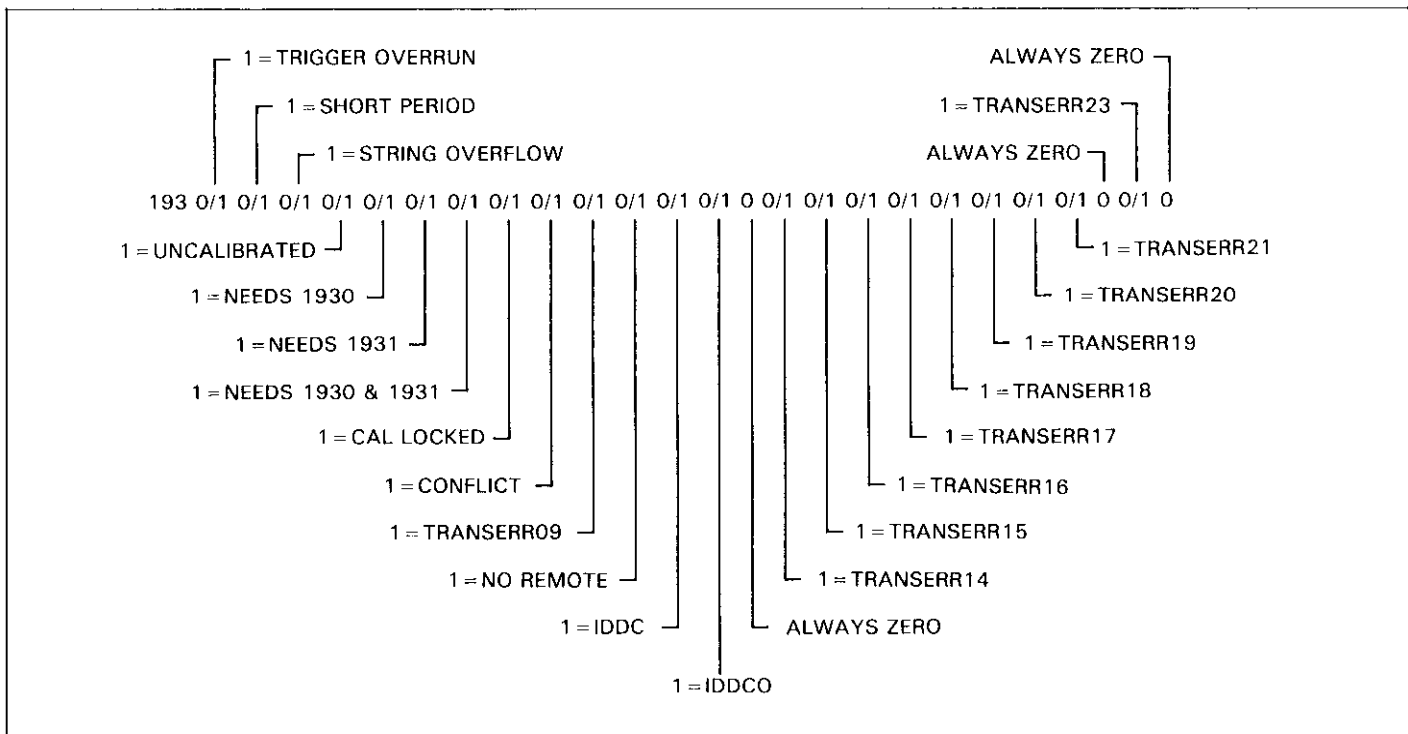 1 = TRIGGER OVERRUN
ALWAYS ZERO
1 = SHORT PERIOD
1 = TRANSERR23
1 = STRING OVERFLOW
ALWAYS ZERO
193 0/1 0/1 0/1 0/1 0/1 0/1 0/1 0/1 0/1 0/1 0/1 0/1 0/1 0 0/1 0/1 0/1 0/1 0/1 0/1 0/1 0/1 0 0/1 0
1 = UNCALIBRATED
1 = TRANSERR21
1 = NEEDS 1930
1 = TRANSERR20
1 = NEEDS 1931
1 = TRANSERR19
1 = NEEDS 1930 & 1931
1 = TRANSERR18
1 = CAL LOCKED
1 = TRANSERR17
1 = CONFLICT
1 = TRANSERR16
1 = TRANSERR09
1 = TRANSERR15
1 = NO REMOTE
1 = TRANSERR14
1 = IDDC
ALWAYS ZERO
1 = IDDCO